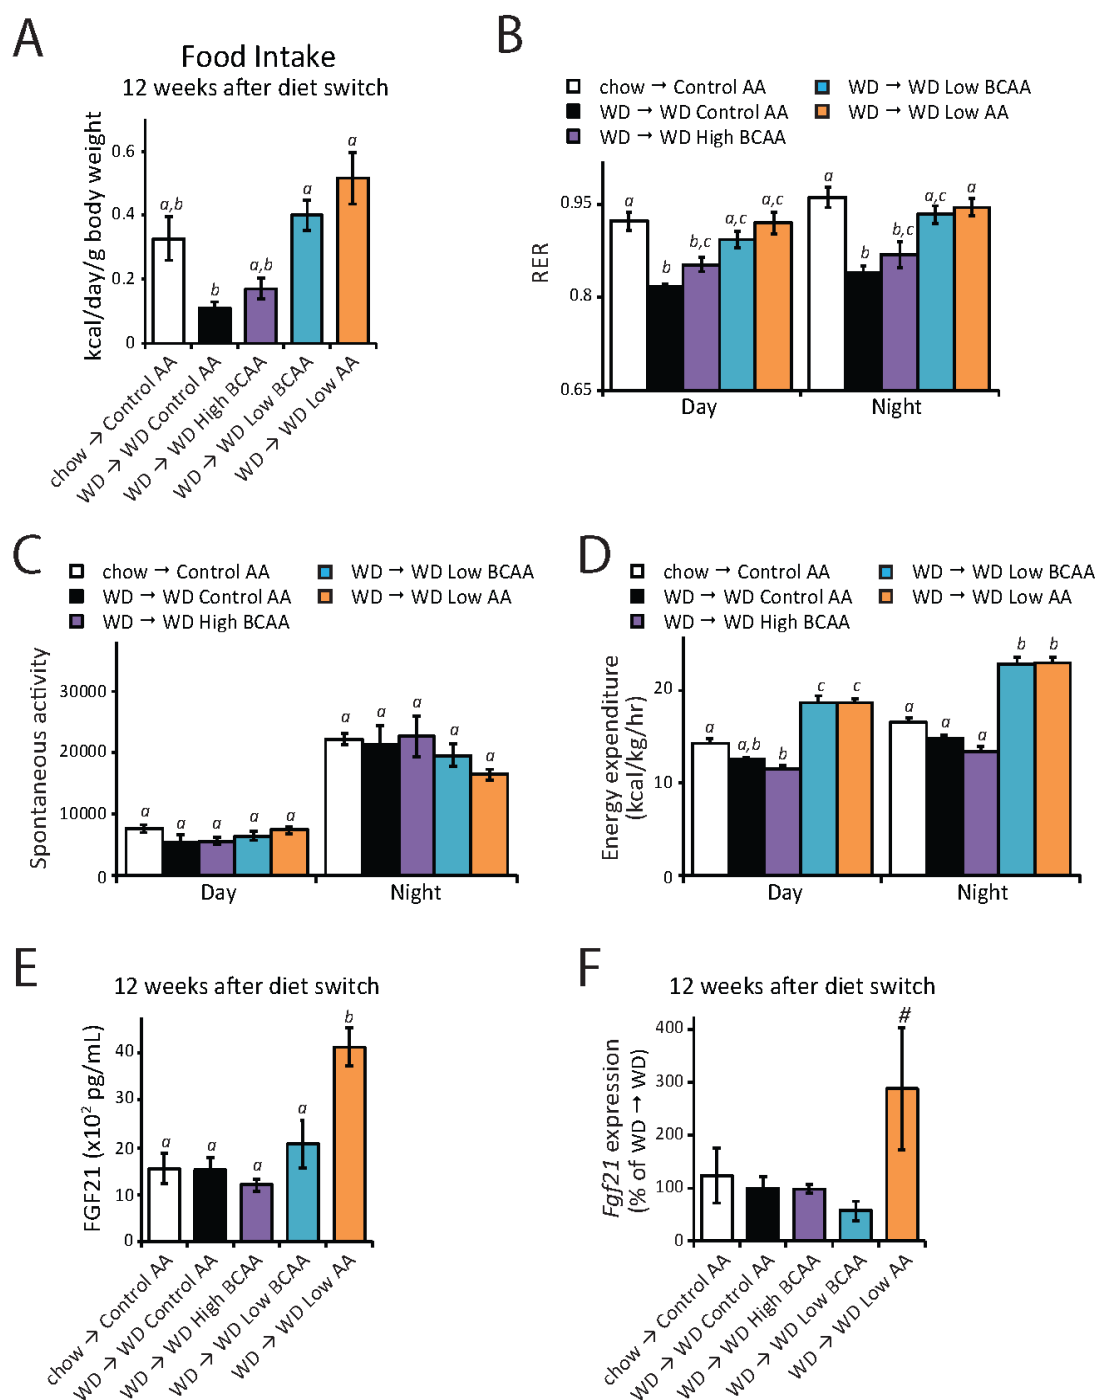 A
Food Intake
12 weeks after diet switch
kcal/day/g body weight
0.6
0.4
0.2
0
a,b
b
a,b
a
a
chow → Control AA
WD → WD Control AA
WD → WD High BCAA
WD → WD Low BCAA
WD → WD Low AA
B
chow → Control AA
WD → WD Control AA
WD → WD High BCAA
WD → WD Low BCAA
WD → WD Low AA
RER
0.95
0.8
0.65
a
b
b,c
a,c
a,c
a
b
b,c
a,c
a
Day
Night
C
chow → Control AA
WD → WD Control AA
WD → WD High BCAA
WD → WD Low BCAA
WD → WD Low AA
Spontaneous activity
30000
20000
10000
0
a
a
a
a
a
a
a
a
a
a
Day
Night
D
chow → Control AA
WD → WD Control AA
WD → WD High BCAA
WD → WD Low BCAA
WD → WD Low AA
Energy expenditure
(kcal/kg/hr)
20
10
0
a
a,b
b
c
c
a
a
a
b
b
Day
Night
E
12 weeks after diet switch
FGF21 (x10² pg/mL)
40
30
20
10
0
a
a
a
a
b
chow → Control AA
WD → WD Control AA
WD → WD High BCAA
WD → WD Low BCAA
WD → WD Low AA
F
12 weeks after diet switch
Fgf21 expression
(% of WD → WD)
400
300
200
100
0
#
chow → Control AA
WD → WD Control AA
WD → WD High BCAA
WD → WD Low BCAA
WD → WD Low AA